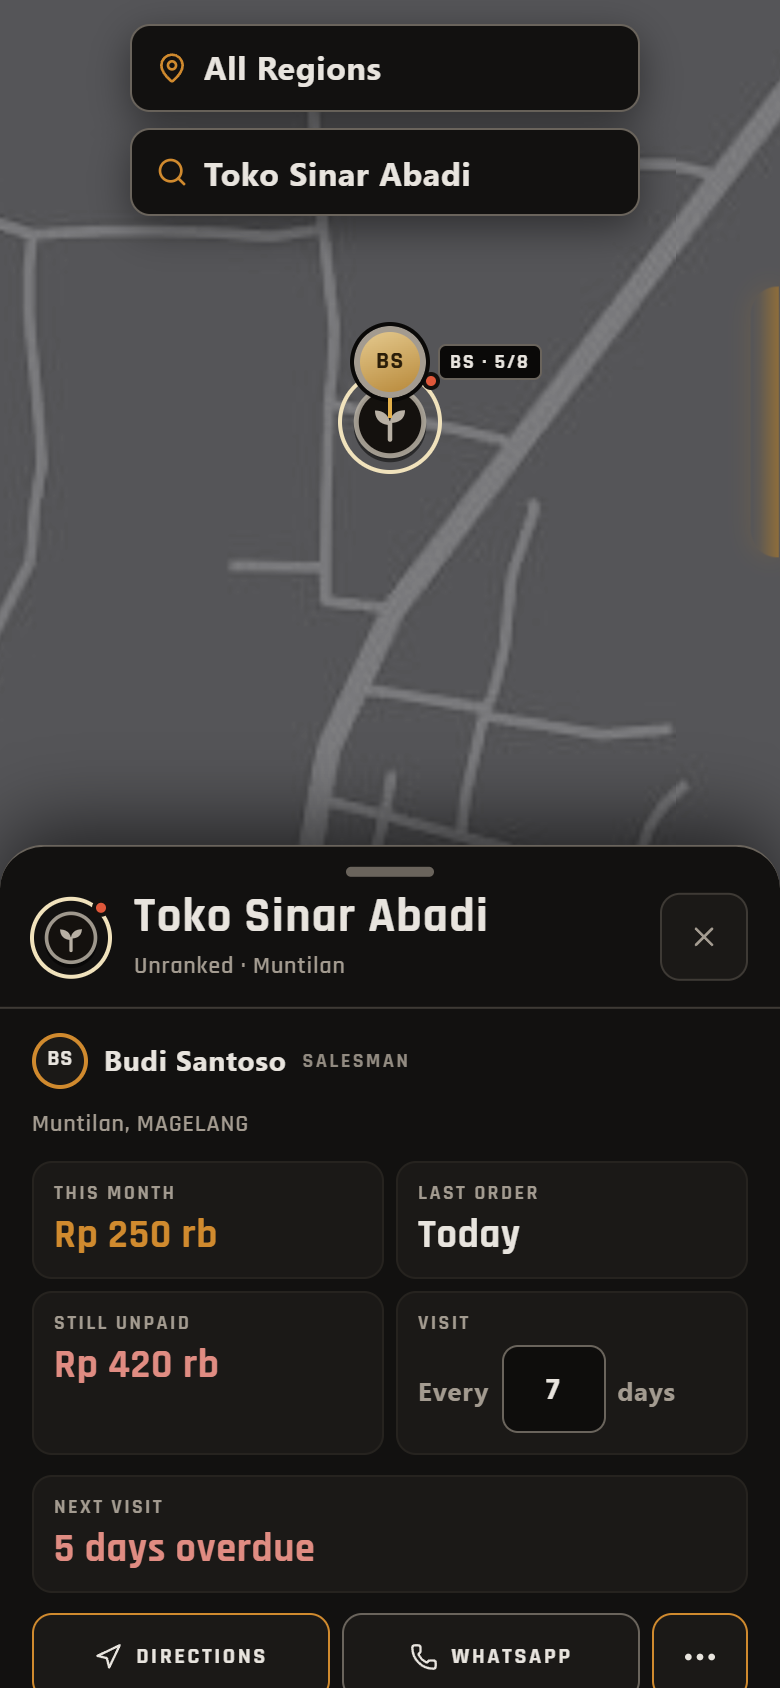 All Regions
Toko Sinar Abadi
BS
BS · 5/8
Toko Sinar Abadi
Unranked · Muntilan
BS
Budi Santoso SALESMAN
Muntilan, MAGELANG
THIS MONTH
Rp 250 rb
LAST ORDER
Today
STILL UNPAID
Rp 420 rb
VISIT
Every 7 days
NEXT VISIT
5 days overdue
DIRECTIONS
WHATSAPP